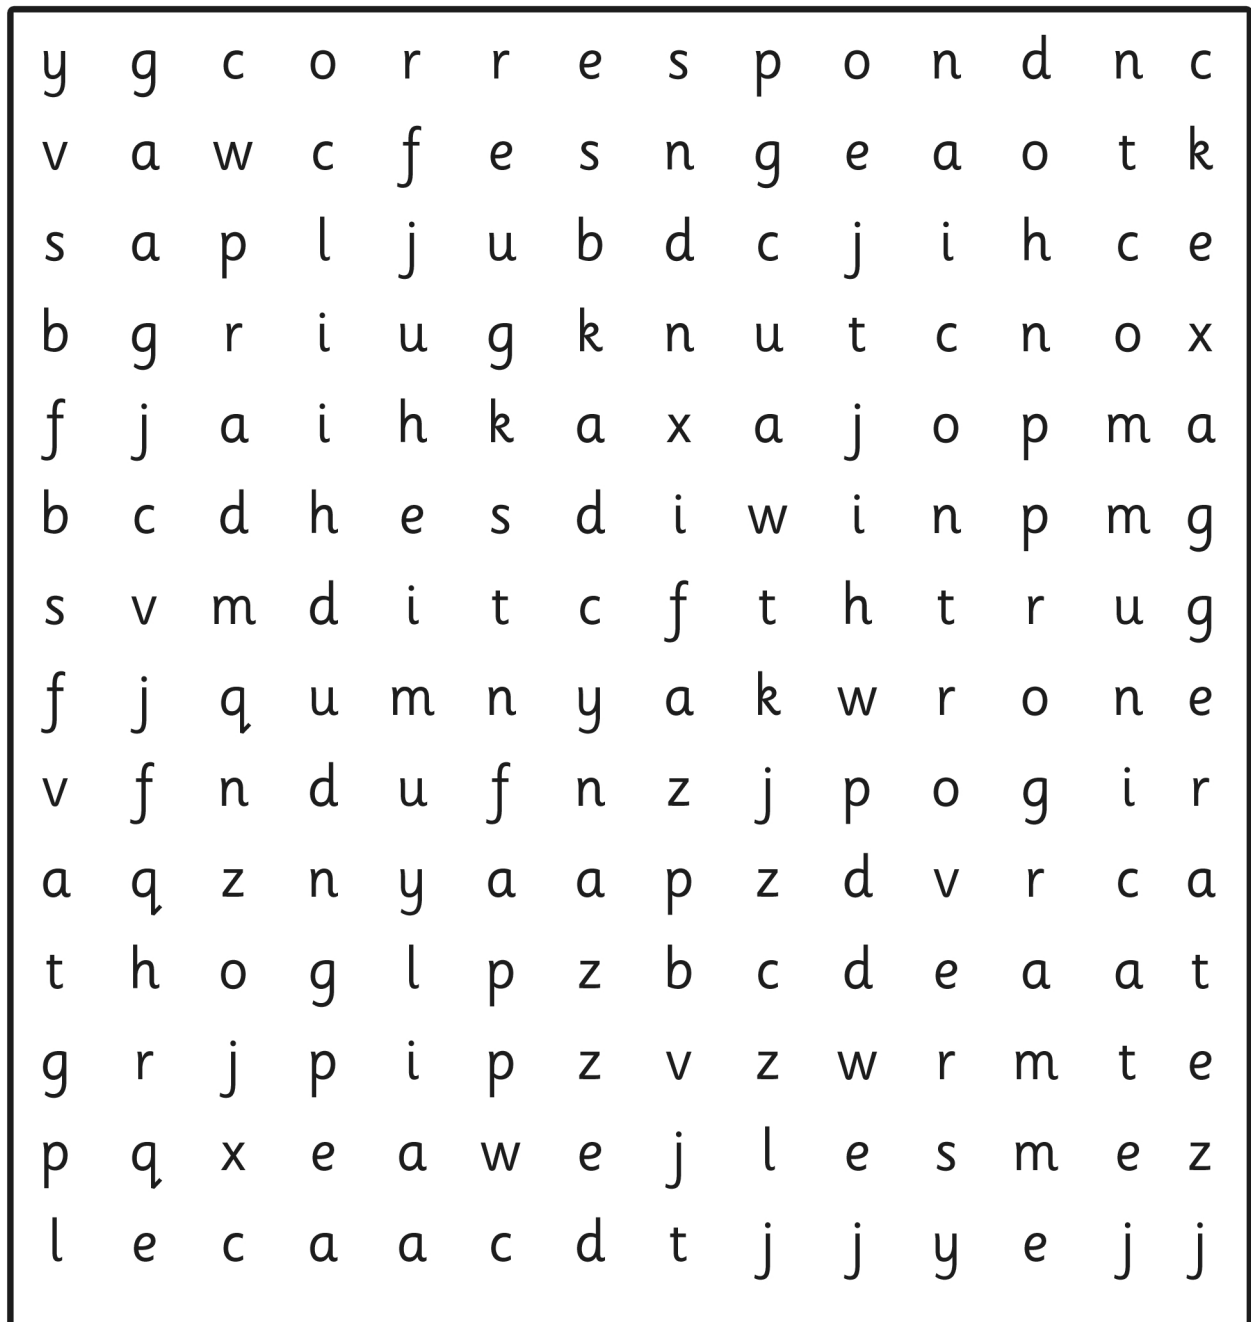 y g c o r r e s p o n d n c
v a w c f e s n g e a o t k
s a p l j u b d c j i h c e
b g r i u g k n u t c n o x
f j a i h k a x a j o p m a
b c d h e s d i w i n p m g
s v m d i t c f t h t r u g
f j q u m n y a k w r o n e
v f n d u f n z j p o g i r
a q z n y a a p z d v r c a
t h o g l p z b c d e a a t
g r j p i p z v z w r m t e
p q x e a w e j l e s m e z
l e c a a c d t j j y e j j